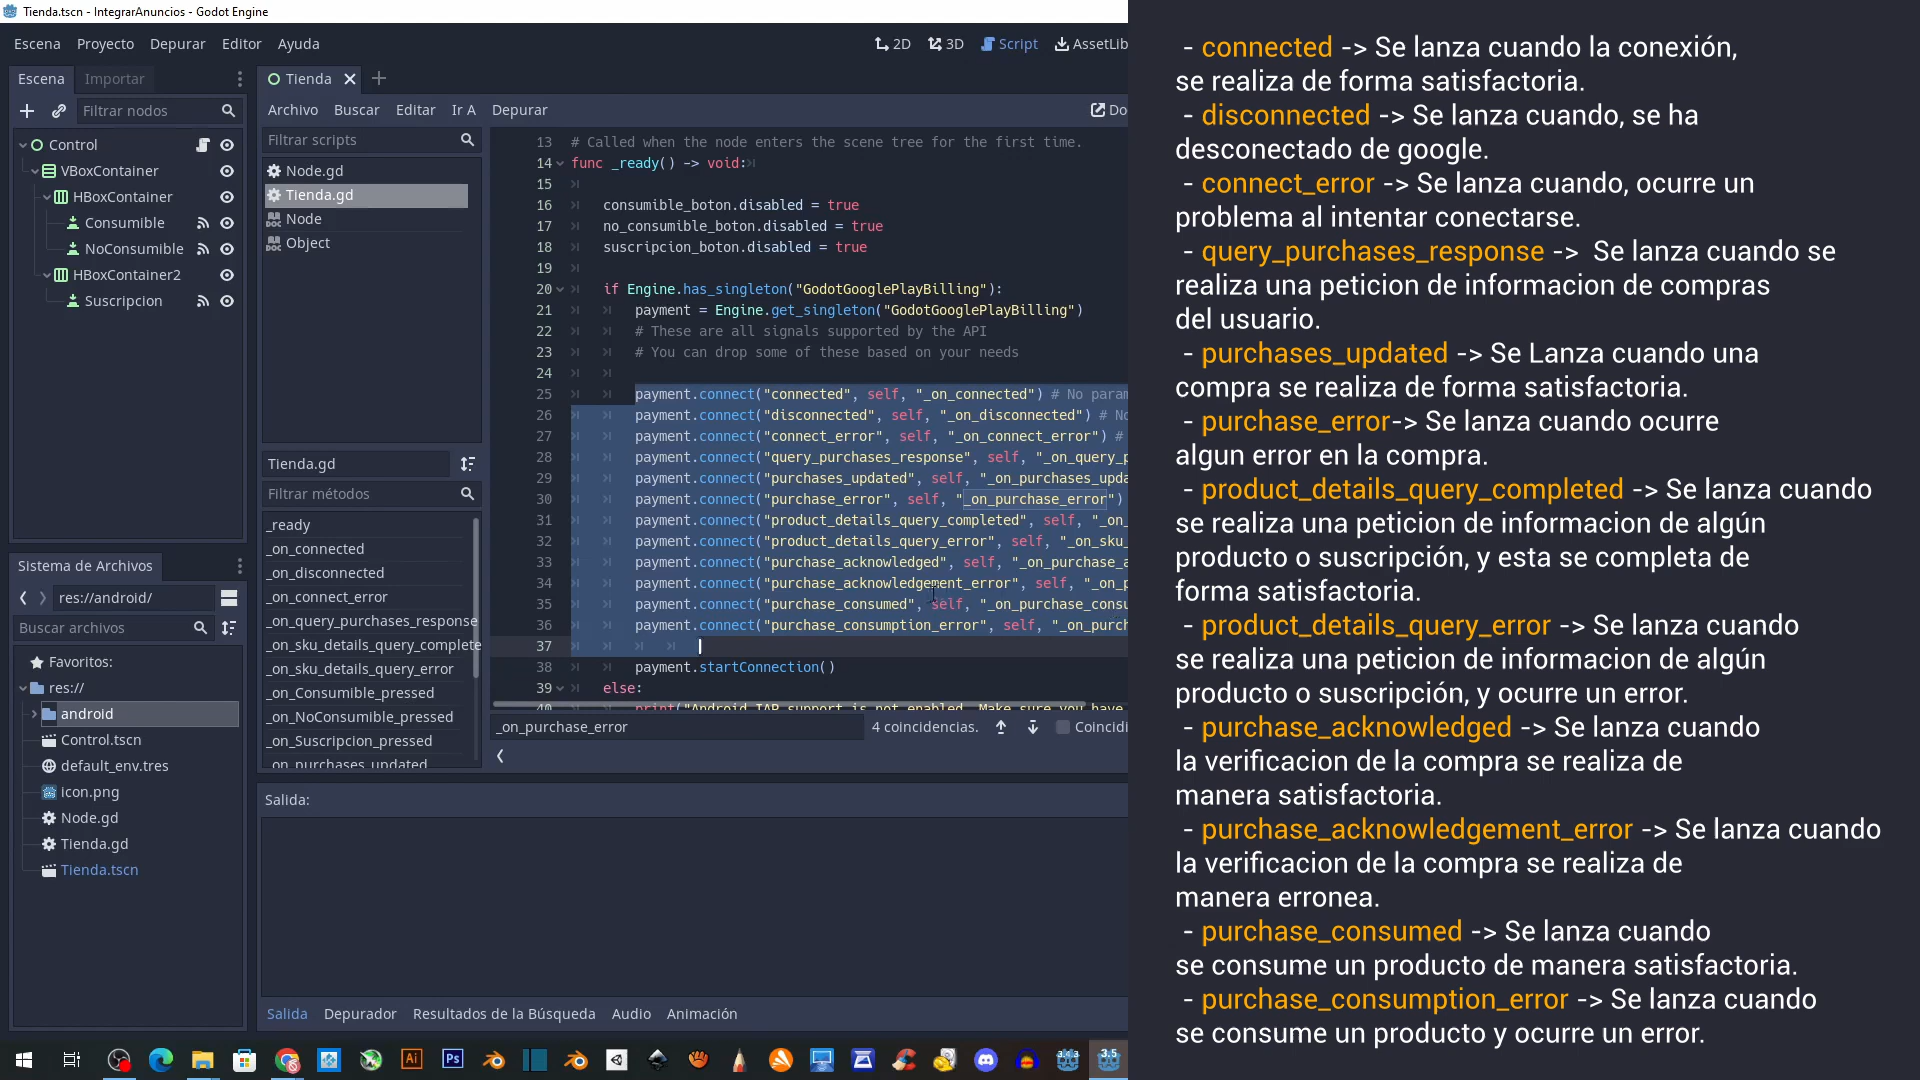 Tienda.tscn - IntegrarAnuncios - Godot Engine
Escena Proyecto Depurar Editor Ayuda
2D 3D Script AssetLib
Escena Importar
Filtrar nodos
Control
VBoxContainer
HBoxContainer
Consumible
NoConsumible
HBoxContainer2
Suscripcion
Sistema de Archivos
res://android/
Buscar archivos
Favoritos:
res://
android
Control.tscn
default_env.tres
icon.png
Node.gd
Tienda.gd
Tienda.tscn
Tienda
Archivo Buscar Editar Ir A Depurar
Do
Filtrar scripts
Node.gd
Tienda.gd
Node
Object
Tienda.gd
Filtrar métodos
_ready
_on_connected
_on_disconnected
_on_connect_error
_on_query_purchases_response
_on_sku_details_query_complete
_on_sku_details_query_error
_on_Consumible_pressed
_on_NoConsumible_pressed
_on_Suscripcion_pressed
_on_purchases_updated
13 # Called when the node enters the scene tree for the first time.
14 func _ready() -> void:
15
16 consumible_boton.disabled = true
17 no_consumible_boton.disabled = true
18 suscripcion_boton.disabled = true
19
20 if Engine.has_singleton("GodotGooglePlayBilling"):
21 payment = Engine.get_singleton("GodotGooglePlayBilling")
22 # These are all signals supported by the API
23 # You can drop some of these based on your needs
24
25 payment.connect("connected", self, "_on_connected") # No param
26 payment.connect("disconnected", self, "_on_disconnected") # No
27 payment.connect("connect_error", self, "_on_connect_error") #
28 payment.connect("query_purchases_response", self, "_on_query_p
29 payment.connect("purchases_updated", self, "_on_purchases_upda
30 payment.connect("purchase_error", self, "_on_purchase_error")
31 payment.connect("product_details_query_completed", self, "_on_
32 payment.connect("product_details_query_error", self, "_on_sku_
33 payment.connect("purchase_acknowledged", self, "_on_purchase_a
34 payment.connect("purchase_acknowledgement_error", self, "_on_p
35 payment.connect("purchase_consumed", self, "_on_purchase_consu
36 payment.connect("purchase_consumption_error", self, "_on_purch
37
38 payment.startConnection()
39 else:
40 print("Android IAP support is not enabled. Make sure you have
_on_purchase_error 4 coincidencias. Coincidi
Salida:
Salida Depurador Resultados de la Búsqueda Audio Animación
3.4.3 3.5
- connected -> Se lanza cuando la conexión,
se realiza de forma satisfactoria.
- disconnected -> Se lanza cuando, se ha
desconectado de google.
- connect_error -> Se lanza cuando, ocurre un
problema al intentar conectarse.
- query_purchases_response -> Se lanza cuando se
realiza una peticion de informacion de compras
del usuario.
- purchases_updated -> Se Lanza cuando una
compra se realiza de forma satisfactoria.
- purchase_error-> Se lanza cuando ocurre
algun error en la compra.
- product_details_query_completed -> Se lanza cuando
se realiza una peticion de informacion de algún
producto o suscripción, y esta se completa de
forma satisfactoria.
- product_details_query_error -> Se lanza cuando
se realiza una peticion de informacion de algún
producto o suscripción, y ocurre un error.
- purchase_acknowledged -> Se lanza cuando
la verificacion de la compra se realiza de
manera satisfactoria.
- purchase_acknowledgement_error -> Se lanza cuando
la verificacion de la compra se realiza de
manera erronea.
- purchase_consumed -> Se lanza cuando
se consume un producto de manera satisfactoria.
- purchase_consumption_error -> Se lanza cuando
se consume un producto y ocurre un error.